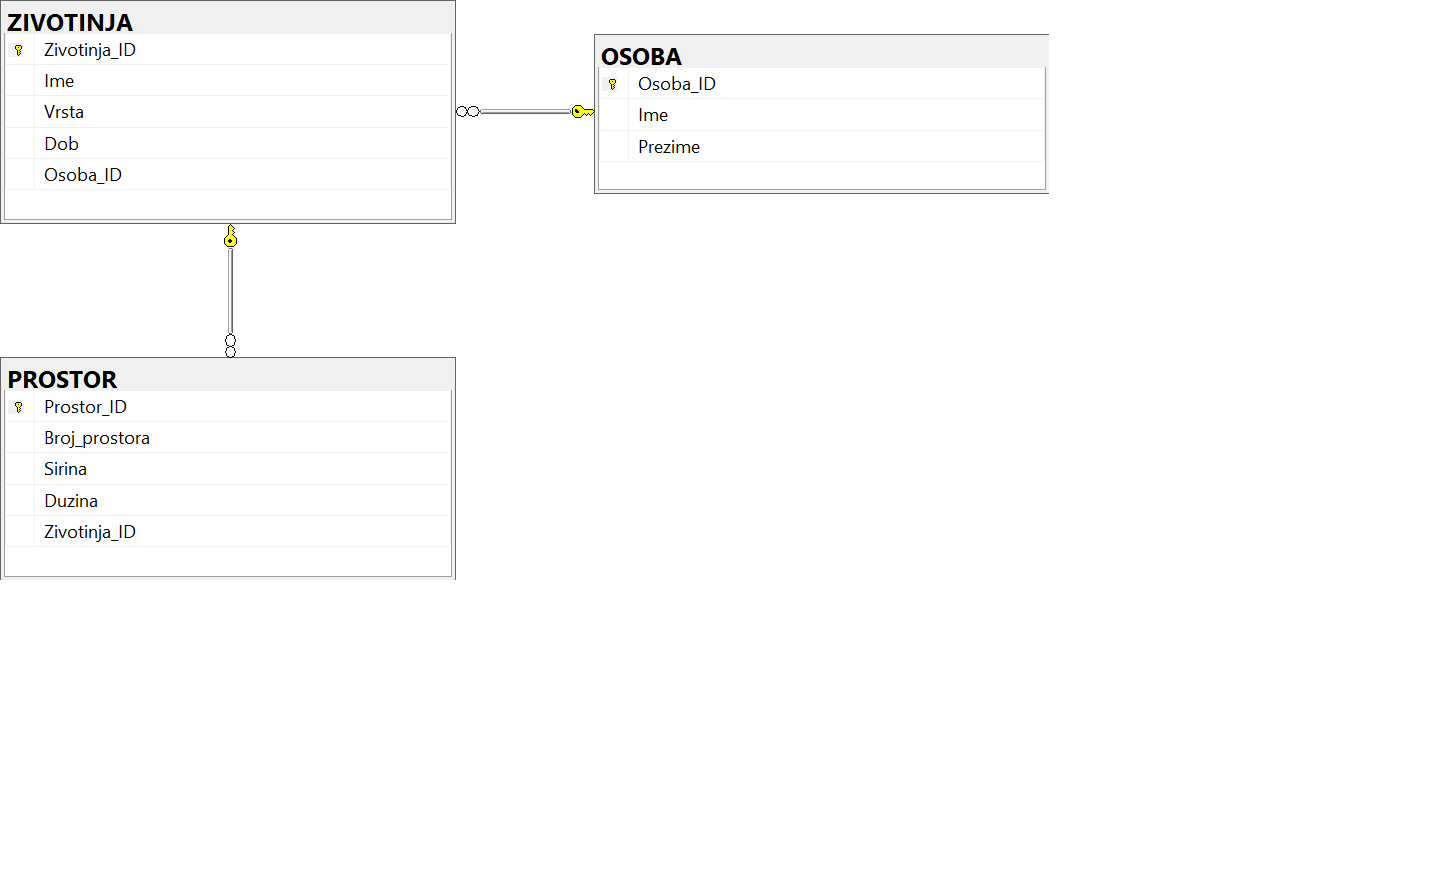 ZIVOTINJA
Zivotinja_ID
Ime
Vrsta
Dob
Osoba_ID
OSOBA
Osoba_ID
Ime
Prezime
PROSTOR
Prostor_ID
Broj_prostora
Sirina
Duzina
Zivotinja_ID